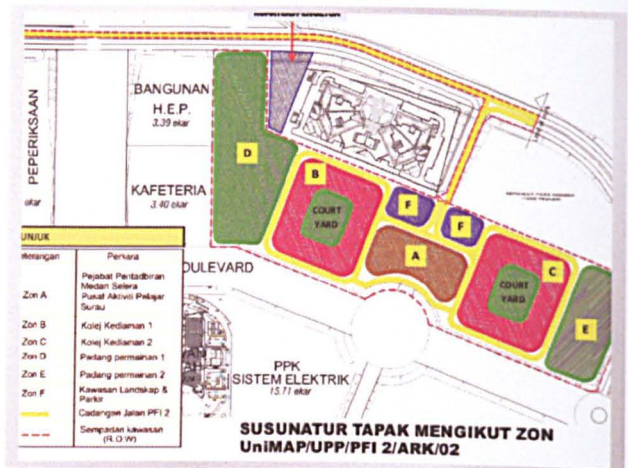 BANGUNAN
H.E.P.
3.39 ekar
PEPERIKSAAN
ekar
KAFETERIA
3.40 ekar
D
B
COURT
YARD
F
F
A
C
COURT
YARD
E
BOULEVARD
UNJUK
Perkara
Zon A
Pejabat Pentadbiran
Medan Selera
Pusat Aktiviti Pelajar
Surau
Zon B
Kolej Kediaman 1
Zon C
Kolej Kediaman 2
Zon D
Padang permainan 1
Zon E
Padang permainan 2
Zon F
Kawasan Landskap &
Parkir
Cadangan Jalan PFI 2
Sempadan kawasan
(R.O.W)
PPK
SISTEM ELEKTRIK
15.71 ekar
SUSUNATUR TAPAK MENGIKUT ZON
UniMAP/UPP/PFI 2/ARK/02